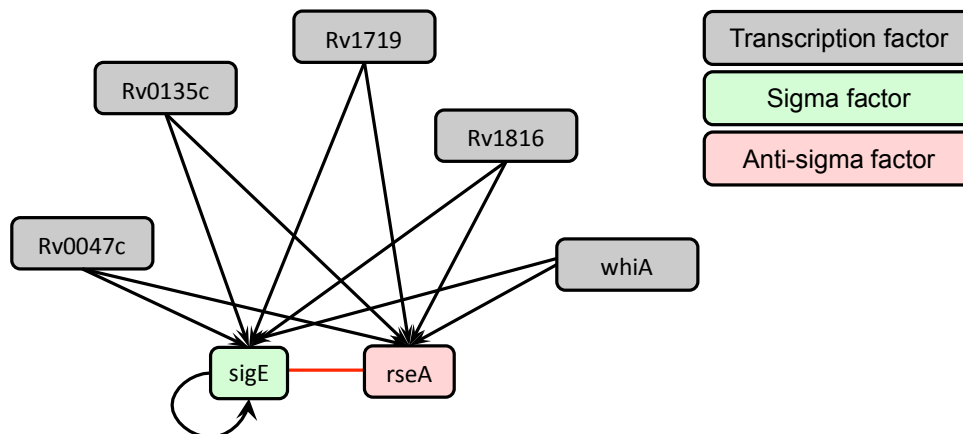 Rv1719
Transcription factor
Rv0135c
Sigma factor
Rv1816
Anti-sigma factor
Rv0047c
whiA
sigE
rseA